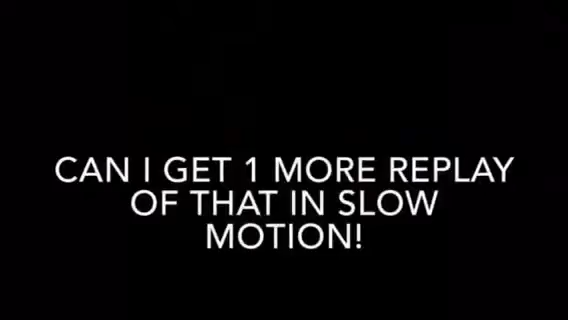 CAN I GET 1 MORE REPLAY
OF THAT IN SLOW
MOTION!